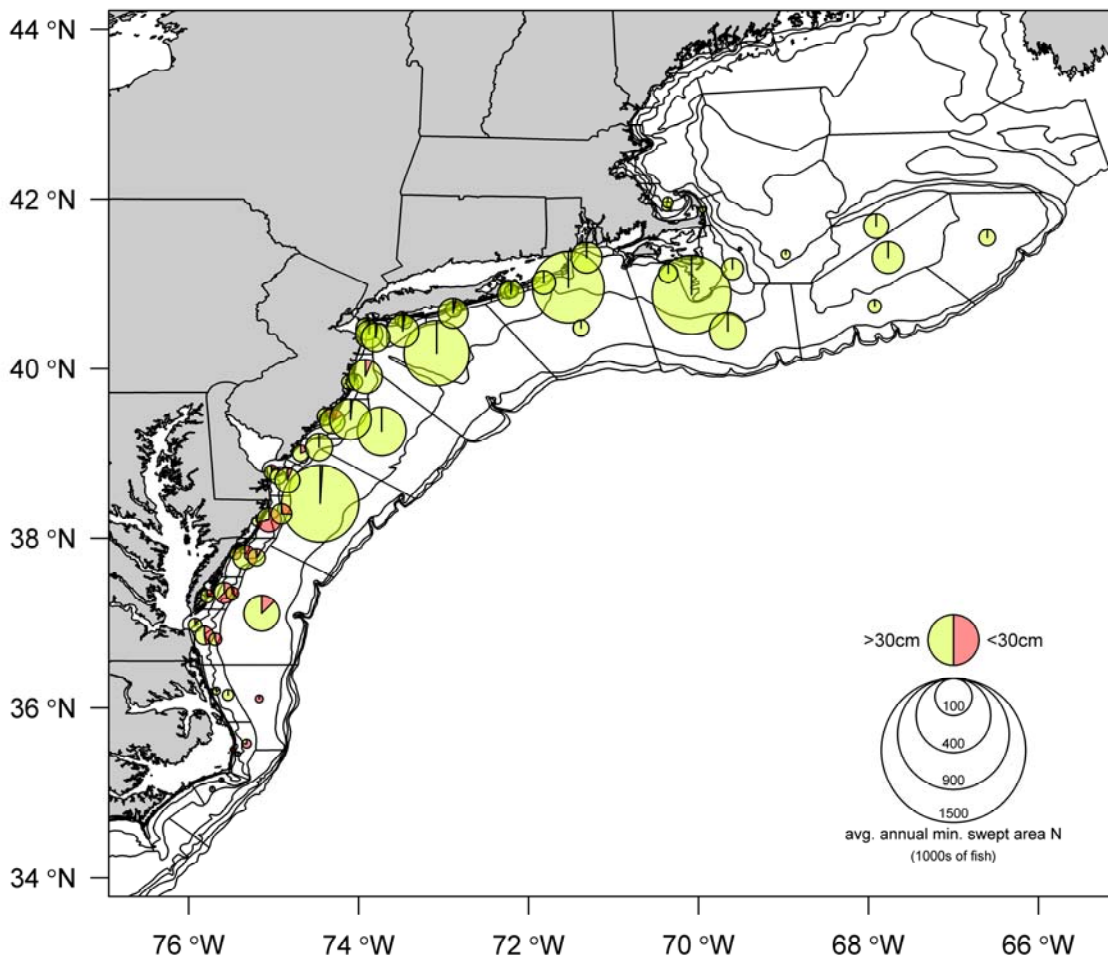 44 °N
42 °N
40 °N
38 °N
36 °N
34 °N
>30cm <30cm
100
400
900
1500
avg. annual min. swept area N
(1000s of fish)
76 °W 74 °W 72 °W 70 °W 68 °W 66 °W